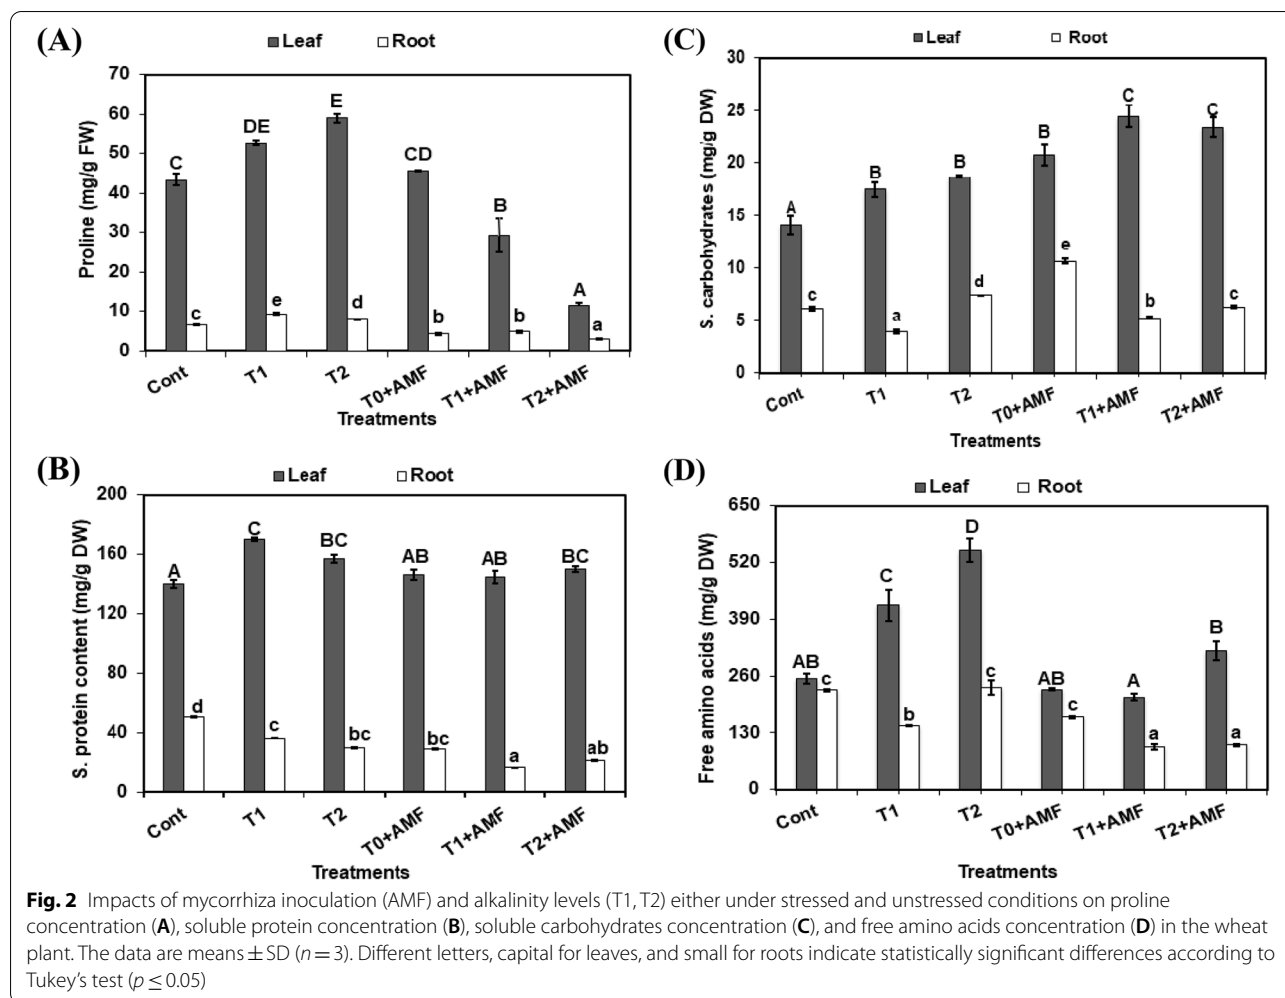 (A)
Leaf Root
Proline (mg/g FW)
70
60
50
40
30
20
10
0
C DE E CD B A
c e d b b a
Cont T1 T2 T0+AMF T1+AMF T2+AMF
Treatments
(C)
Leaf Root
S. carbohydrates (mg/g DW)
30
25
20
15
10
5
0
A B B B C C
c a d e b c
Cont T1 T2 T0+AMF T1+AMF T2+AMF
Treatments
(B)
Leaf Root
S. protein content (mg/g DW)
200
160
120
80
40
0
A C BC AB AB BC
d c bc bc a ab
Cont T1 T2 T0+AMF T1+AMF T2+AMF
Treatments
(D)
Leaf Root
Free amino acids (mg/g DW)
650
520
390
260
130
0
AB C D AB A B
c b c c a a
Cont T1 T2 T0+AMF T1+AMF T2+AMF
Treatments
Fig. 2 Impacts of mycorrhiza inoculation (AMF) and alkalinity levels (T1, T2) either under stressed and unstressed conditions on proline
concentration (A), soluble protein concentration (B), soluble carbohydrates concentration (C), and free amino acids concentration (D) in the wheat
plant. The data are means ± SD (n = 3). Different letters, capital for leaves, and small for roots indicate statistically significant differences according to
Tukey's test (p ≤ 0.05)